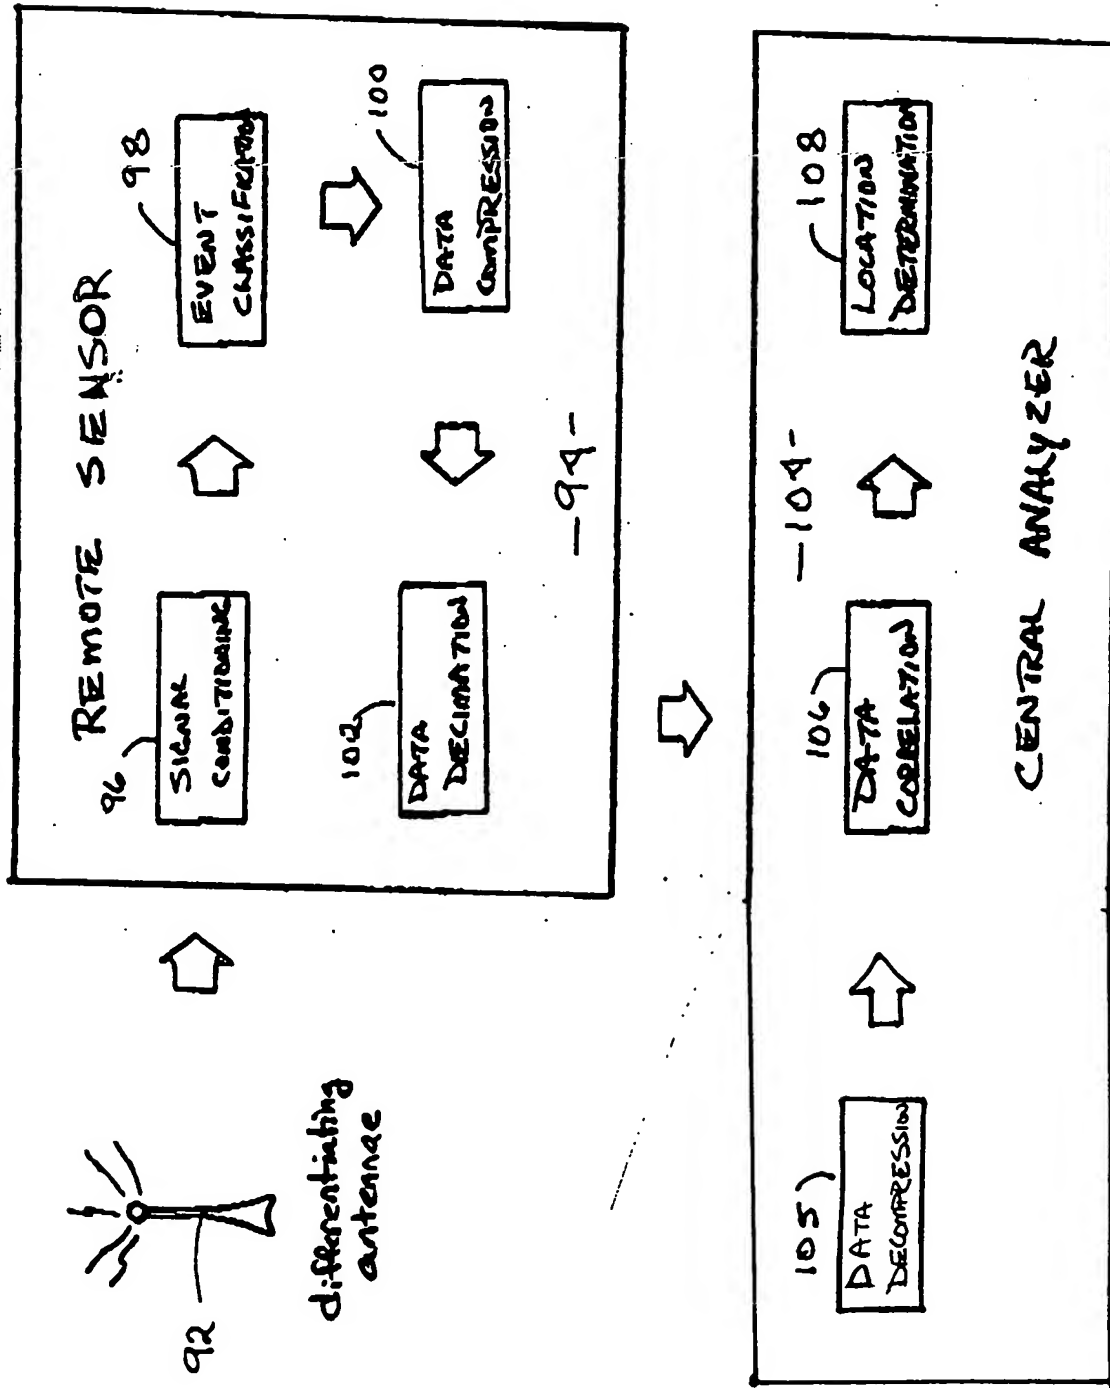 REMOTE SENSOR
96
SIGNAL
CONDITIONING
98
EVENT
CLASSIFICATION
100
DATA
COMPRESSION
102
DATA
DECIMATION
-94-
92
differentiating
antennae
-104-
105
DATA
DECOMPRESSION
106
DATA
CORRELATION
108
LOCATION
DETERMINATION
CENTRAL ANALYZER